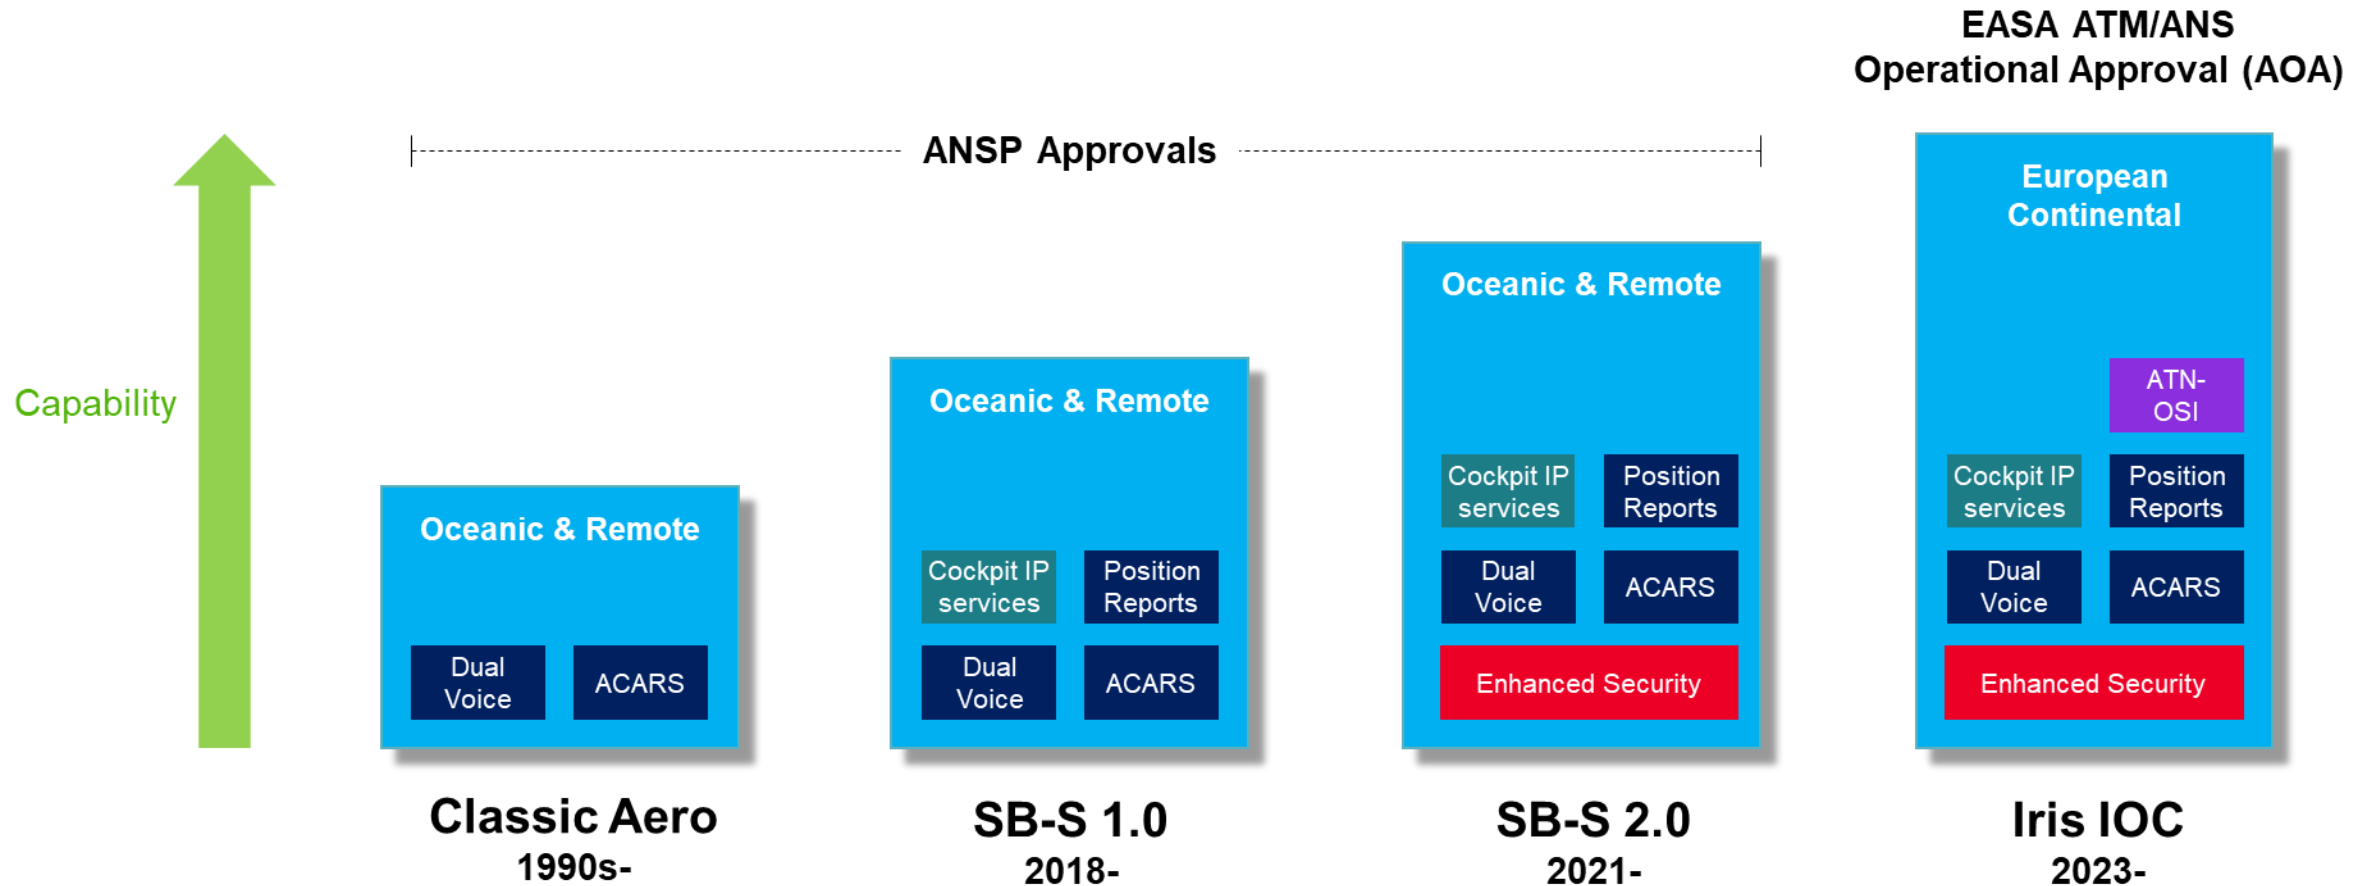 EASA ATM/ANS
Operational Approval (AOA)
ANSP Approvals
Capability
Oceanic & Remote
Dual
Voice
ACARS
Classic Aero
1990s-
Oceanic & Remote
Cockpit IP
services
Position
Reports
Dual
Voice
ACARS
SB-S 1.0
2018-
Oceanic & Remote
Cockpit IP
services
Position
Reports
Dual
Voice
ACARS
Enhanced Security
SB-S 2.0
2021-
European
Continental
ATN-
OSI
Cockpit IP
services
Position
Reports
Dual
Voice
ACARS
Enhanced Security
Iris IOC
2023-